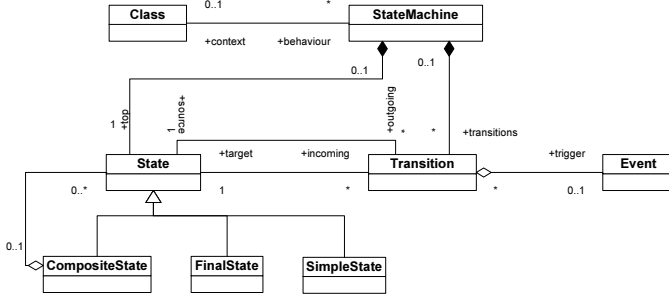 0..1
*
Class
StateMachine
+context
+behaviour
0..1
0..1
1
+top
+source
1
+outgoing
*
*
+transitions
State
+target
+incoming
Transition
+trigger
Event
0..*
1
*
*
0..1
0..1
CompositeState
FinalState
SimpleState